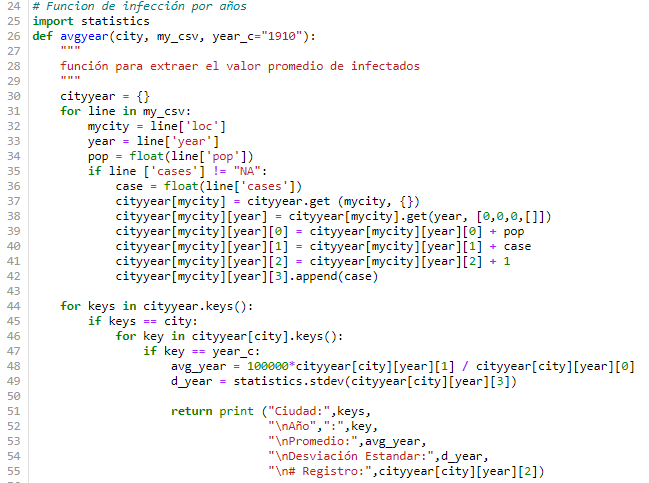 24 # Funcion de infección por años
25 import statistics
26 def avgyear(city, my_csv, year_c="1910"):
27     """
28     función para extraer el valor promedio de infectados
29     """
30     cityyear = {}
31     for line in my_csv:
32         mycity = line['loc']
33         year = line['year']
34         pop = float(line['pop'])
35         if line ['cases'] != "NA":
36             case = float(line['cases'])
37             cityyear[mycity] = cityyear.get (mycity, {})
38             cityyear[mycity][year] = cityyear[mycity].get(year, [0,0,0,[]])
39             cityyear[mycity][year][0] = cityyear[mycity][year][0] + pop
40             cityyear[mycity][year][1] = cityyear[mycity][year][1] + case
41             cityyear[mycity][year][2] = cityyear[mycity][year][2] + 1
42             cityyear[mycity][year][3].append(case)
43
44     for keys in cityyear.keys():
45         if keys == city:
46             for key in cityyear[city].keys():
47                 if key == year_c:
48                     avg_year = 100000*cityyear[city][year][1] / cityyear[city][year][0]
49                     d_year = statistics.stdev(cityyear[city][year][3])
50
51                     return print ("Ciudad:",keys,
52                                   "\nAño",":",key,
53                                   "\nPromedio:",avg_year,
54                                   "\nDesviación Estandar:",d_year,
55                                   "\n# Registro:",cityyear[city][year][2])